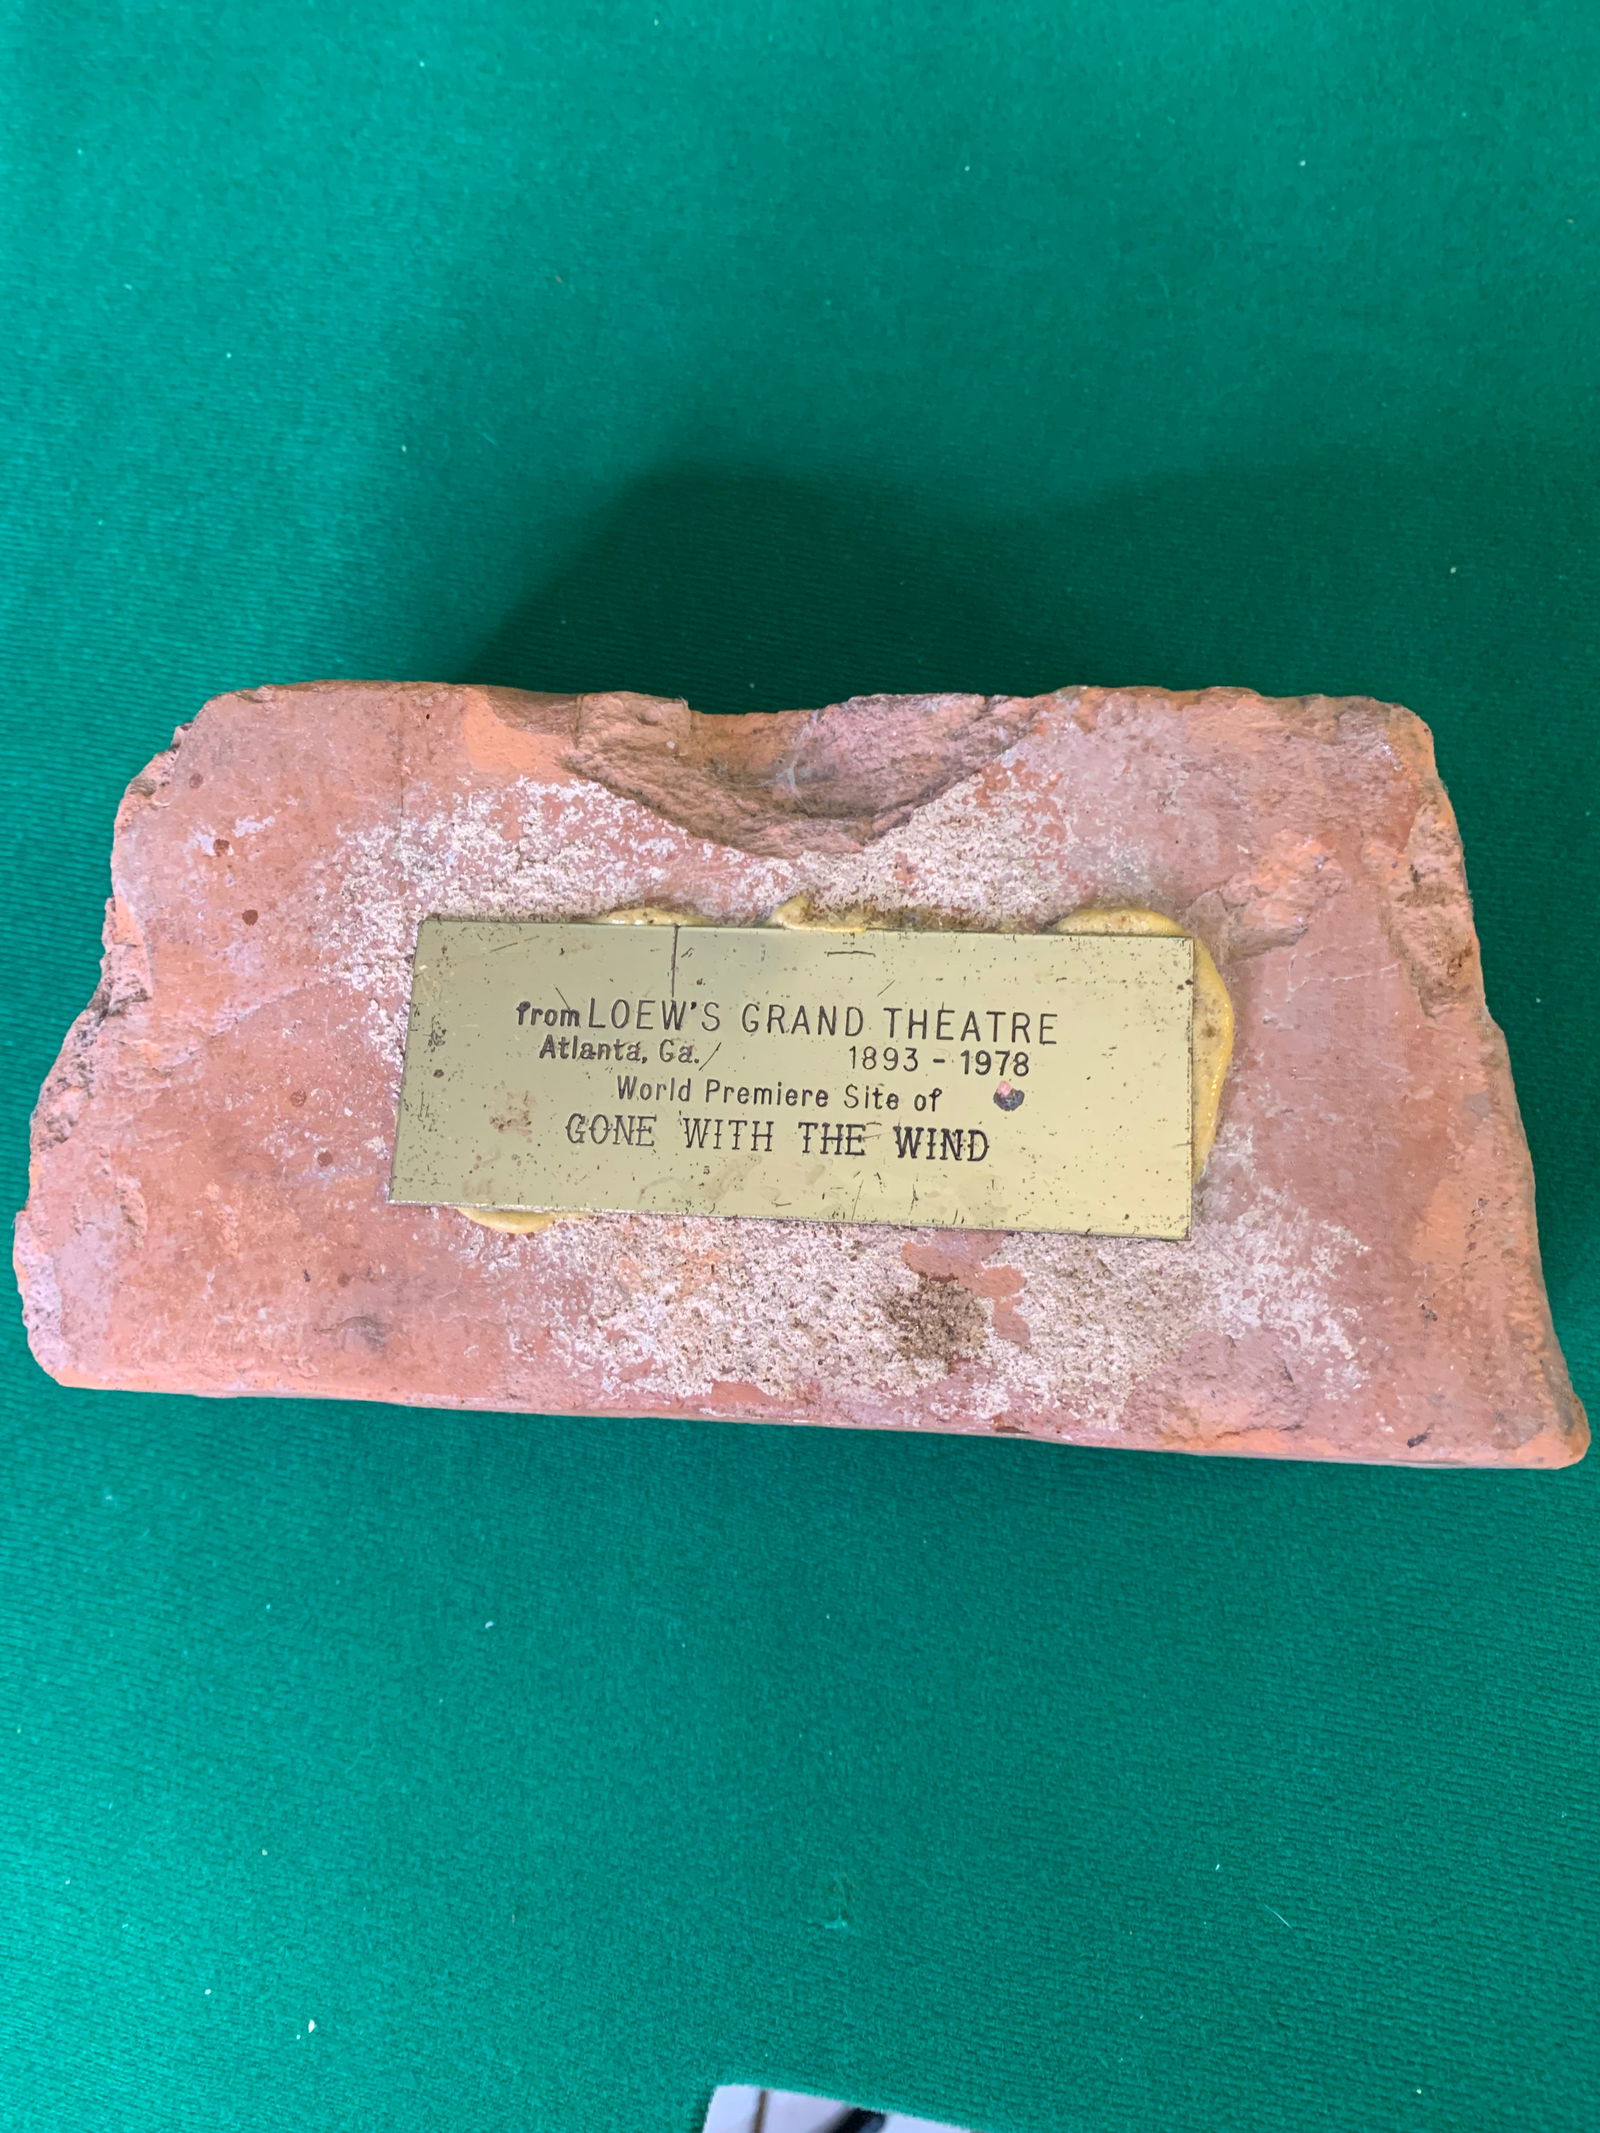 from LOEW'S GRAND THEATRE
Atlanta, Ga. 1893 - 1978
World Premiere Site of
GONE WITH THE WIND